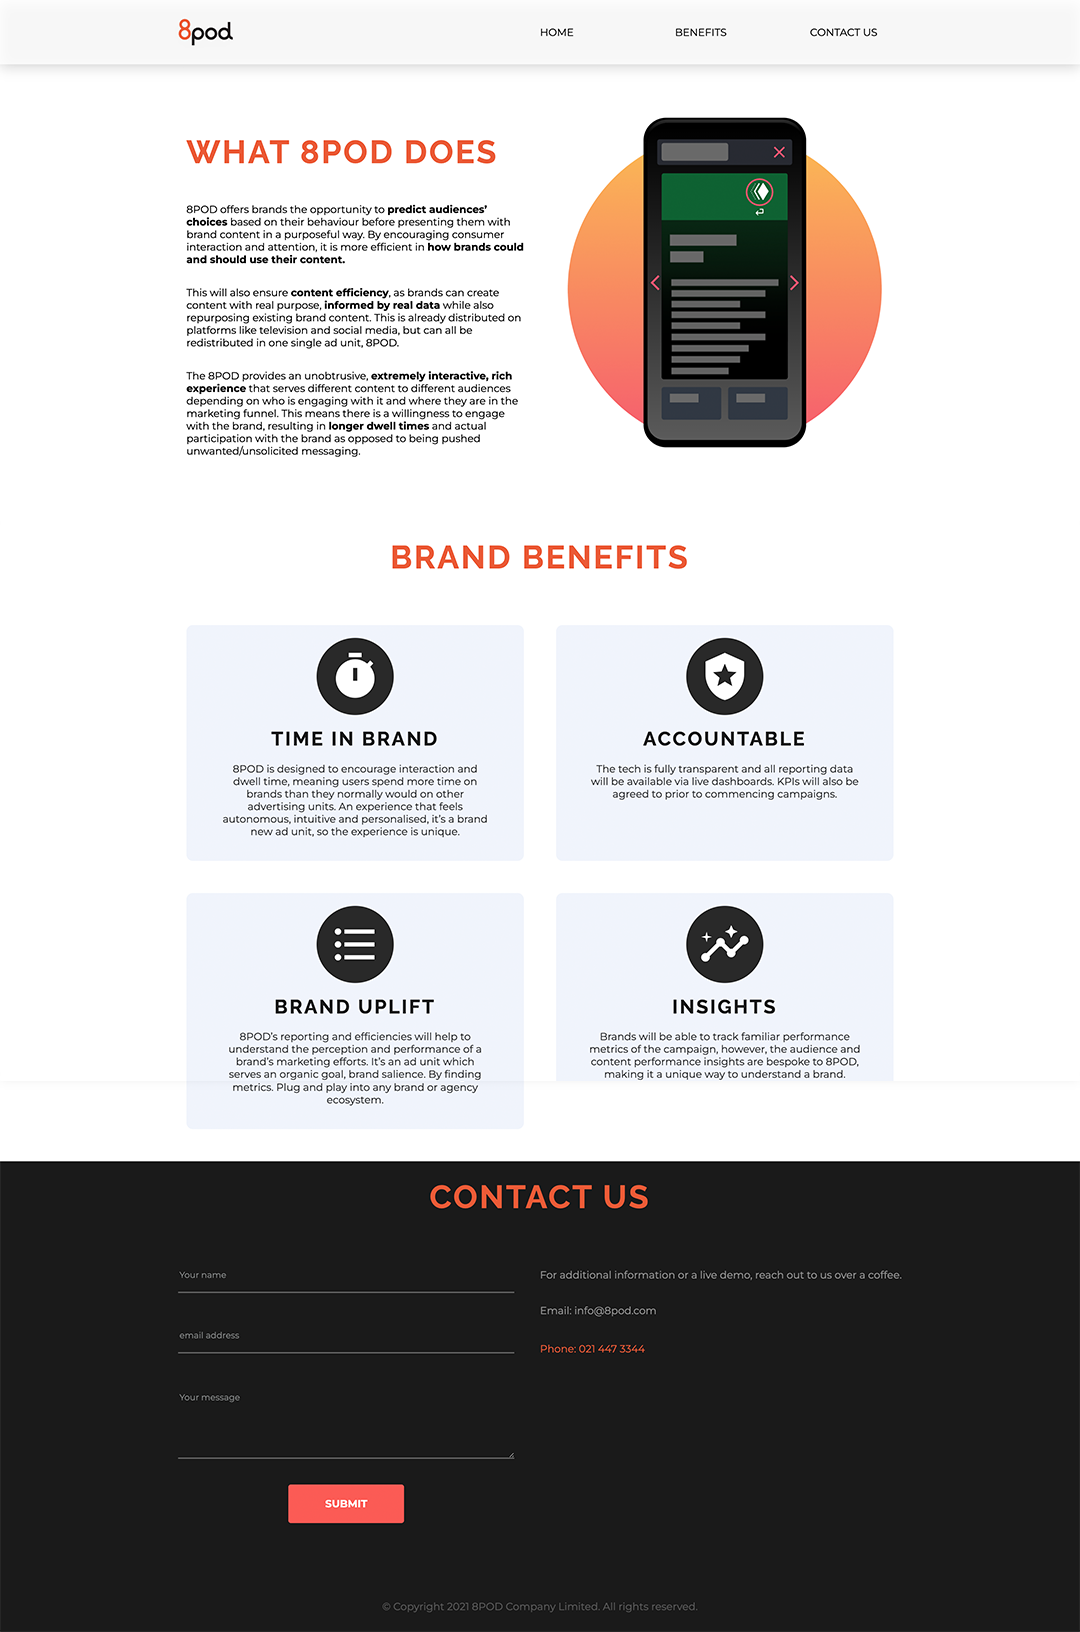 8pod
HOME
BENEFITS
CONTACT US
WHAT 8POD DOES
8POD offers brands the opportunity to predict audiences’
choices based on their behaviour before presenting them with
brand content in a purposeful way. By encouraging consumer
interaction and attention, it is more efficient in how brands could
and should use their content.
This will also ensure content efficiency, as brands can create
content with real purpose, informed by real data while also
repurposing existing brand content. This is already distributed on
platforms like television and social media, but can all be
redistributed in one single ad unit, 8POD.
The 8POD provides an unobtrusive, extremely interactive, rich
experience that serves different content to different audiences
depending on who is engaging with it and where they are in the
marketing funnel. This means there is a willingness to engage
with the brand, resulting in longer dwell times and actual
participation with the brand as opposed to being pushed
unwanted/unsolicited messaging.
BRAND BENEFITS
TIME IN BRAND
8POD is designed to encourage interaction and
dwell time, meaning users spend more time on
brands than they normally would on other
advertising units. An experience that feels
autonomous, intuitive and personalised, it’s a brand
new ad unit, so the experience is unique.
ACCOUNTABLE
The tech is fully transparent and all reporting data
will be available via live dashboards. KPIs will also be
agreed to prior to commencing campaigns.
BRAND UPLIFT
8POD’s reporting and efficiencies will help to
understand the perception and performance of a
brand’s marketing efforts. It’s an ad unit which
serves an organic goal, brand salience. By finding
metrics. Plug and play into any brand or agency
ecosystem.
INSIGHTS
Brands will be able to track familiar performance
metrics of the campaign, however, the audience and
content performance insights are bespoke to 8POD,
making it a unique way to understand a brand.
CONTACT US
Your name
email address
Your message
SUBMIT
For additional information or a live demo, reach out to us over a coffee.
Email: info@8pod.com
Phone: 021 447 3344
© Copyright 2021 8POD Company Limited. All rights reserved.